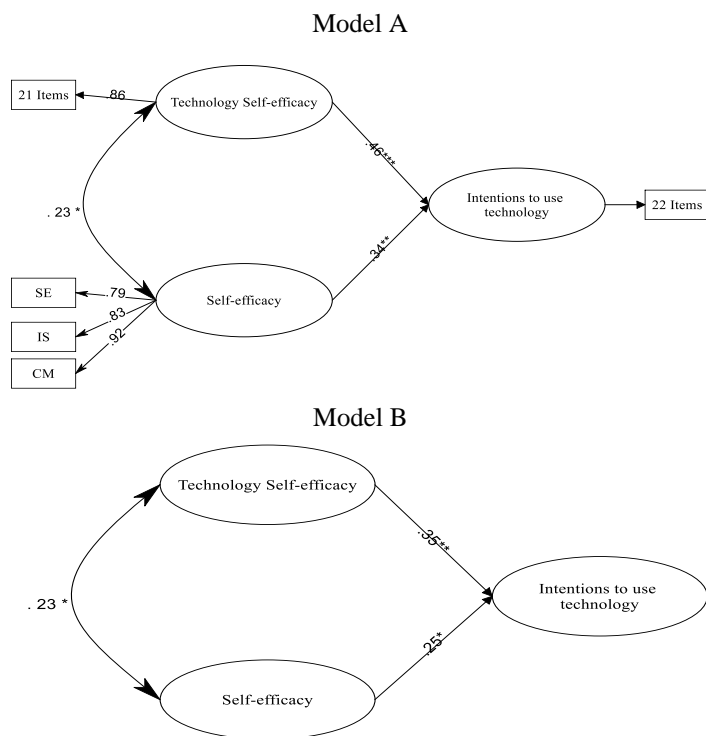 Model A
21 Items
.86
Technology Self-efficacy
.46***
Intentions to use
technology
22 Items
. 23 *
.34**
SE
.79
Self-efficacy
IS
.83
CM
.92
Model B
Technology Self-efficacy
.35**
Intentions to use
technology
. 23 *
.25*
Self-efficacy